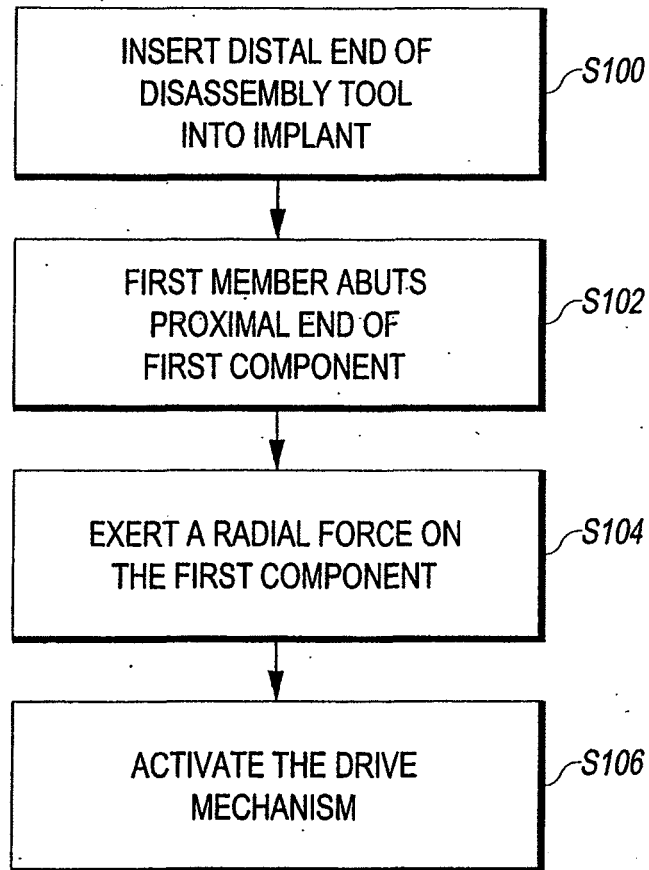 INSERT DISTAL END OF
DISASSEMBLY TOOL
INTO IMPLANT
S100
FIRST MEMBER ABUTS
PROXIMAL END OF
FIRST COMPONENT
S102
EXERT A RADIAL FORCE ON
THE FIRST COMPONENT
S104
ACTIVATE THE DRIVE
MECHANISM
S106